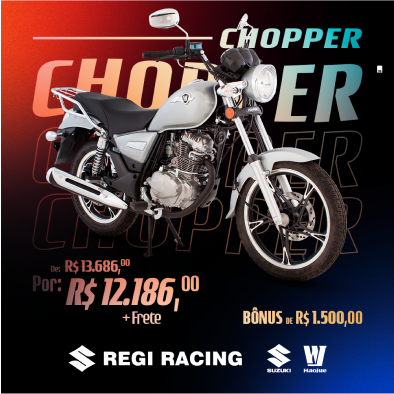 CHOPPER
CHOPPER
CHOPPER
CHOPPER
De: R$ 13.686,00
Por: R$ 12.186,00
+ Frete
BÔNUS DE R$ 1.500,00
REGI RACING
SUZUKI
Haojue